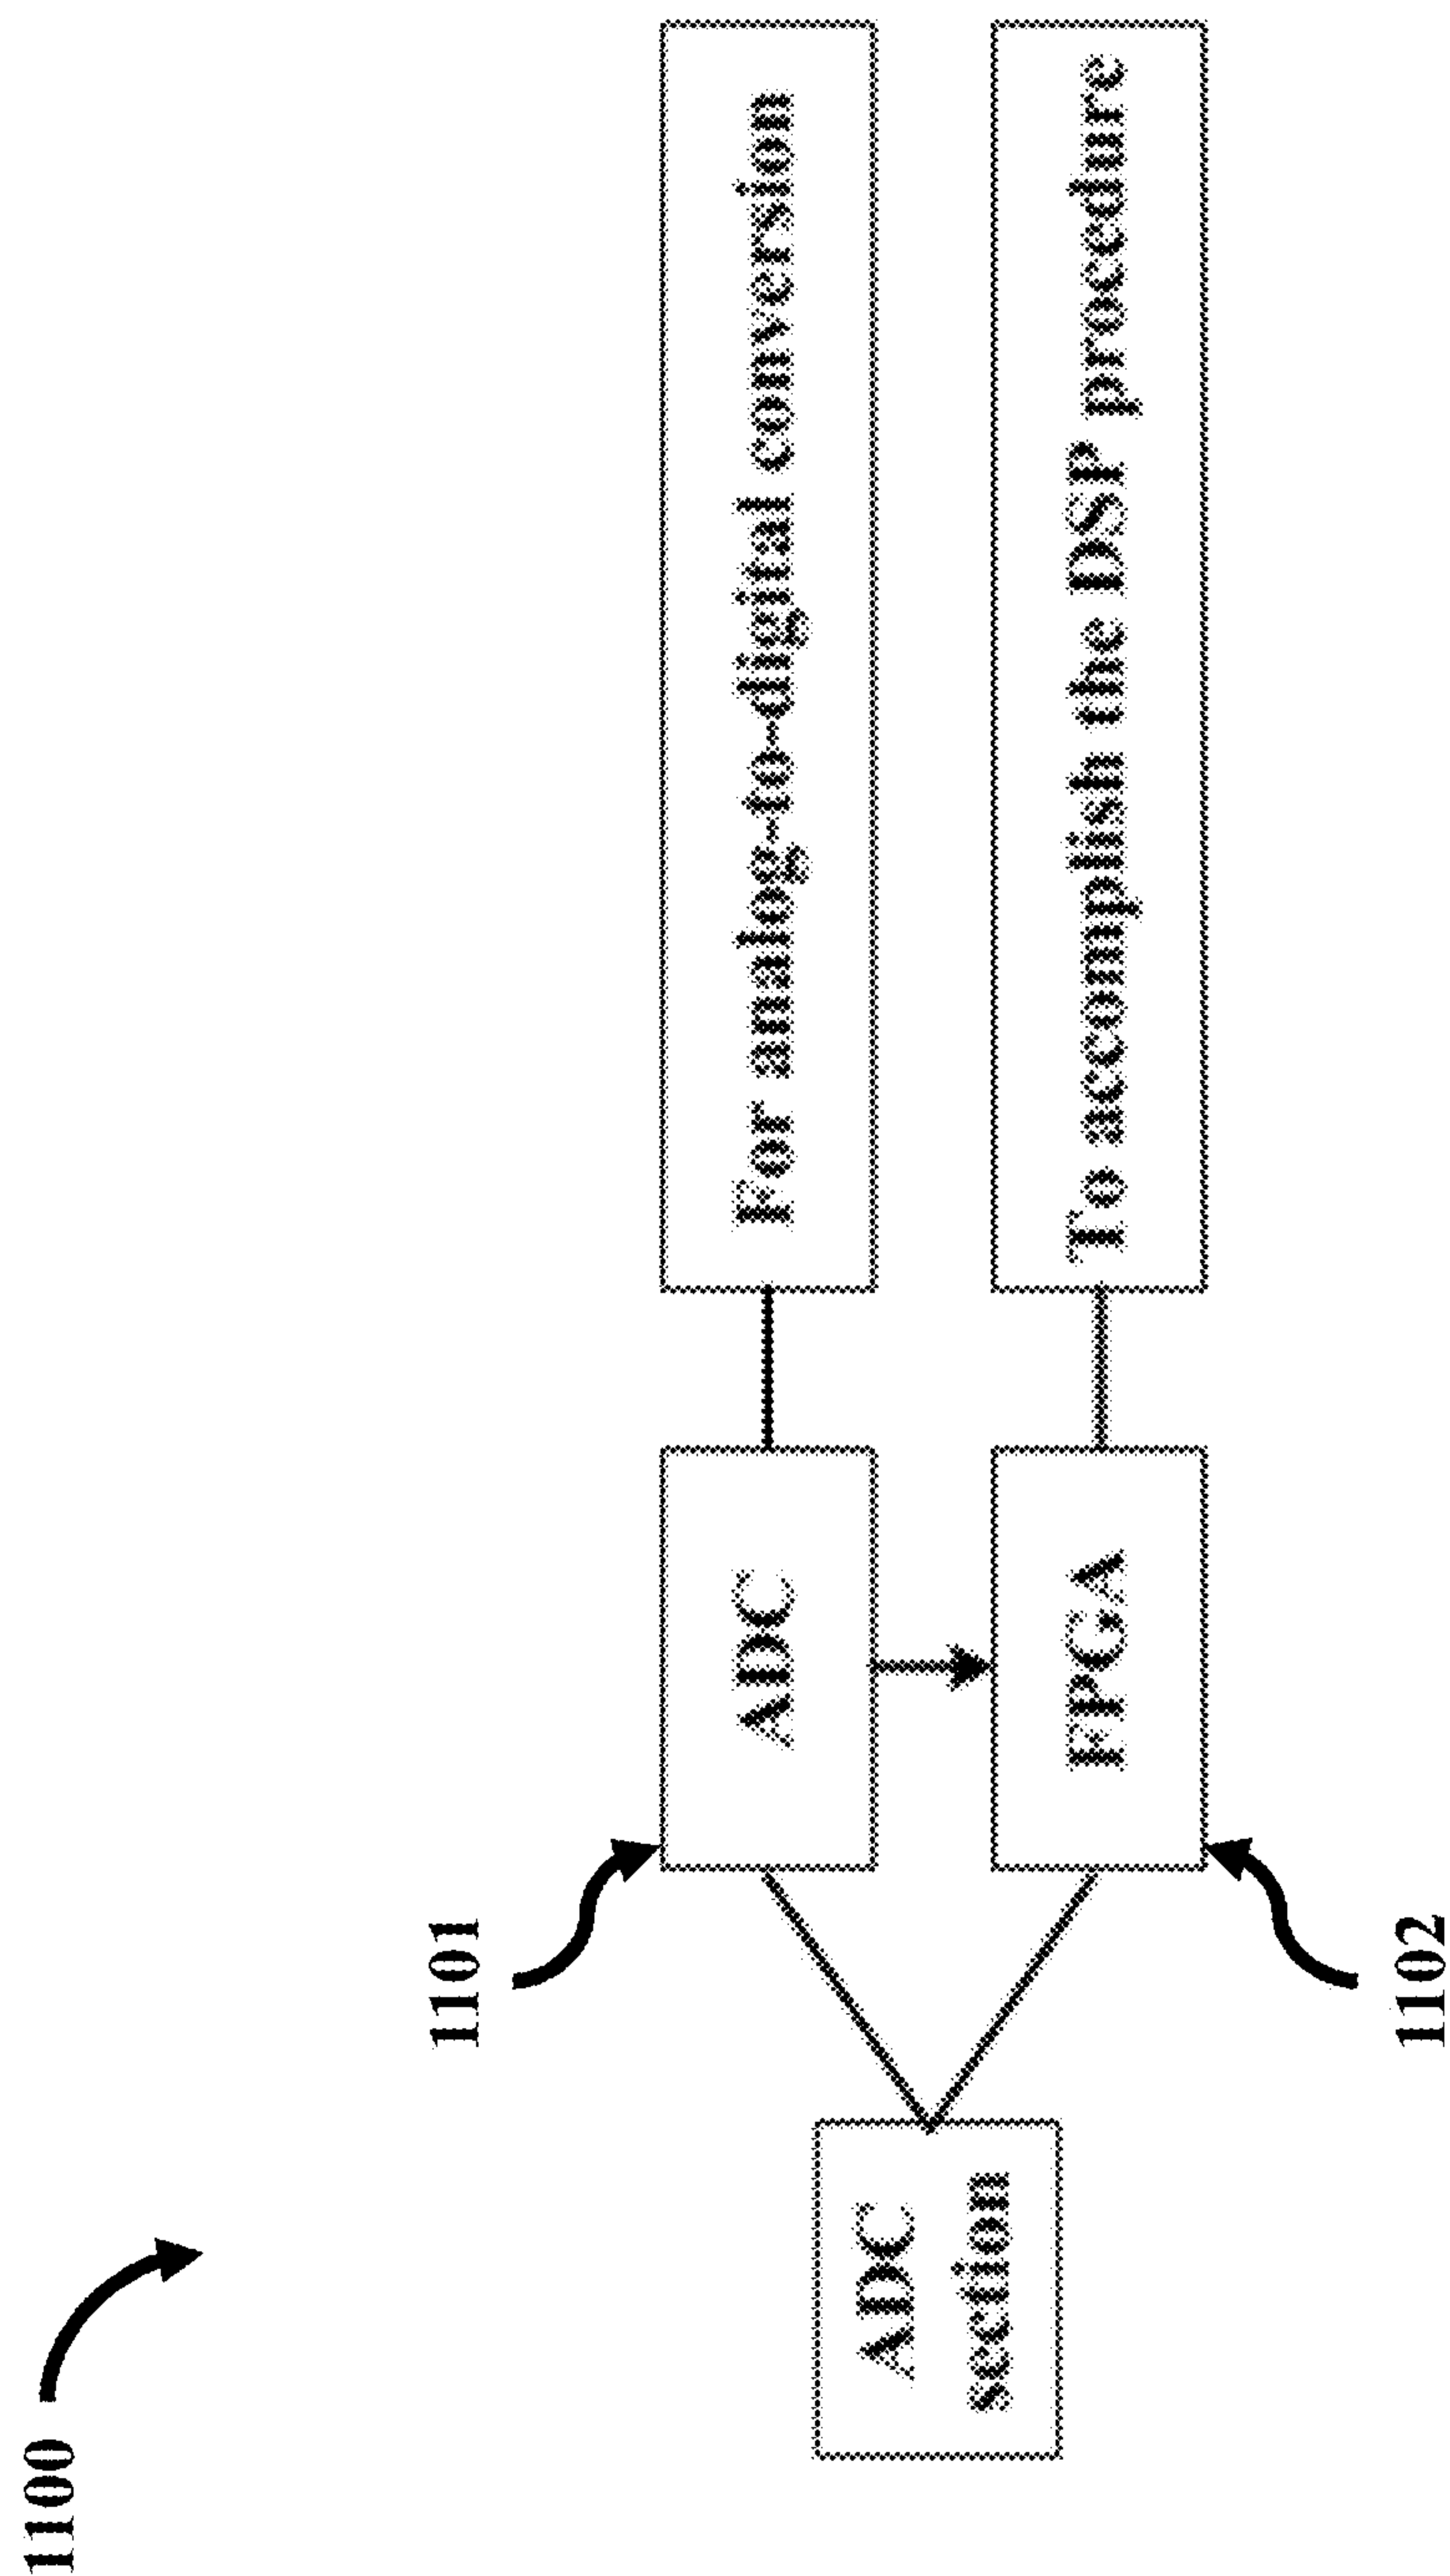 1100
1101
ADC
For analog-to-digital conversion
ADC
section
FPGA
To accomplish the DSP procedure
1102